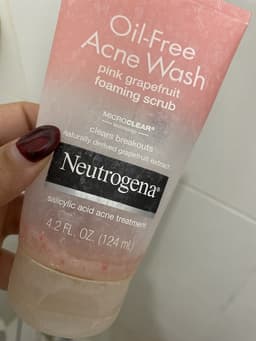 Oil-Free
Acne Wash
pink grapefruit
foaming scrub
MICROCLEAR®
technology
clears breakouts
naturally derived grapefruit extract
Neutrogena®
salicylic acid acne treatment
4.2 FL. OZ. (124 mL)